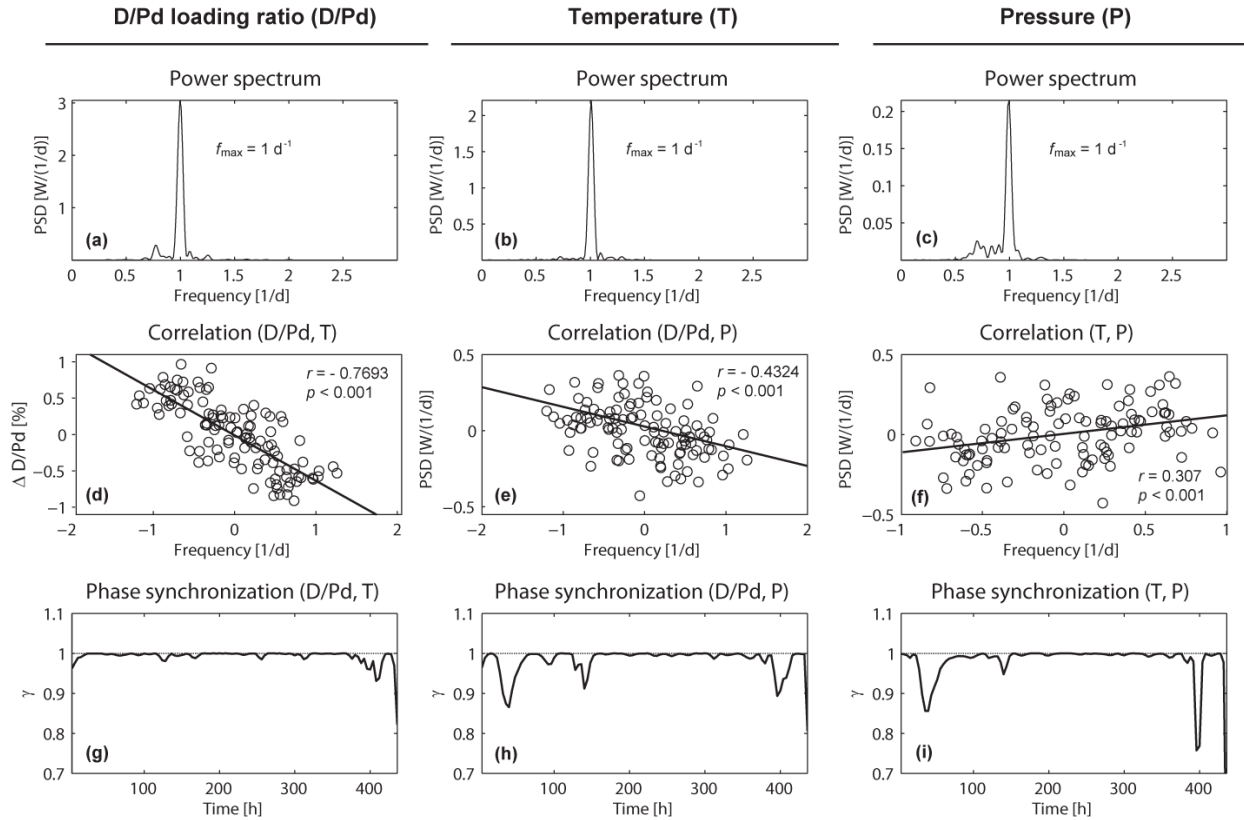 D/Pd loading ratio (D/Pd)
Temperature (T)
Pressure (P)
Power spectrum
3
2
1
PSD [W/(1/d)]
f max = 1 d -1
(a)
0 0.5 1 1.5 2 2.5
Frequency [1/d]
Power spectrum
2
1.5
1
0.5
PSD [W/(1/d)]
f max = 1 d -1
(b)
0 0.5 1 1.5 2 2.5
Frequency [1/d]
Power spectrum
0.2
0.15
0.1
0.05
PSD [W/(1/d)]
f max = 1 d -1
(c)
0 0.5 1 1.5 2 2.5
Frequency [1/d]
Correlation (D/Pd, T)
1
0.5
0
−0.5
−1
Δ D/Pd [%]
r = - 0.7693
p < 0.001
(d)
−2 −1 0 1 2
Frequency [1/d]
Correlation (D/Pd, P)
0.5
0
−0.5
PSD [W/(1/d)]
r = - 0.4324
p < 0.001
(e)
−2 −1 0 1 2
Frequency [1/d]
Correlation (T, P)
0.5
0
−0.5
PSD [W/(1/d)]
r = 0.307
p < 0.001
(f)
−1 −0.5 0 0.5 1
Frequency [1/d]
Phase synchronization (D/Pd, T)
1.1
1
0.9
0.8
0.7
γ
(g)
100 200 300 400
Time [h]
Phase synchronization (D/Pd, P)
1.1
1
0.9
0.8
0.7
γ
(h)
100 200 300 400
Time [h]
Phase synchronization (T, P)
1.1
1
0.9
0.8
0.7
γ
(i)
100 200 300 400
Time [h]